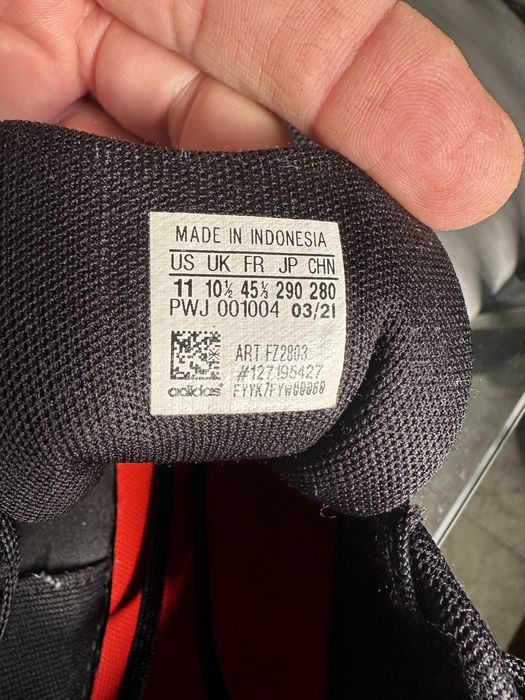 MADE IN INDONESIA
US UK FR JP CHN
11 10½ 45⅓ 290 280
PWJ 001004 03/21
ART FZ2803
#127195427
adidas